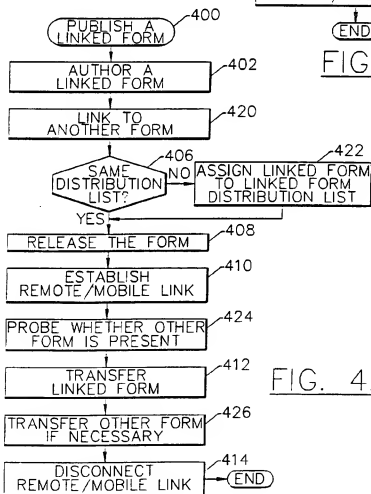 END
FIG.
PUBLISH A
LINKED FORM
400
AUTHOR A
LINKED FORM
402
LINK TO
ANOTHER FORM
420
SAME
DISTRIBUTION
LIST?
406
NO
YES
ASSIGN LINKED FORM
TO LINKED FORM
DISTRIBUTION LIST
422
RELEASE THE FORM
408
ESTABLISH
REMOTE/MOBILE LINK
410
PROBE WHETHER OTHER
FORM IS PRESENT
424
TRANSFER
LINKED FORM
412
FIG. 4.
TRANSFER OTHER FORM
IF NECESSARY
426
DISCONNECT
REMOTE/MOBILE LINK
414
END